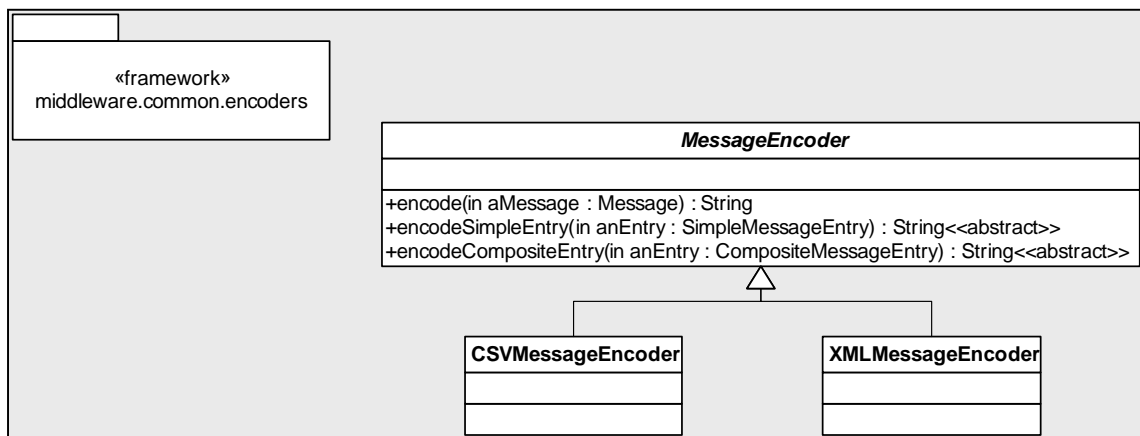 «framework»
middleware.common.encoders
MessageEncoder
+encode(in aMessage : Message) : String
+encodeSimpleEntry(in anEntry : SimpleMessageEntry) : String<<abstract>>
+encodeCompositeEntry(in anEntry : CompositeMessageEntry) : String<<abstract>>
CSVMessageEncoder
XMLMessageEncoder